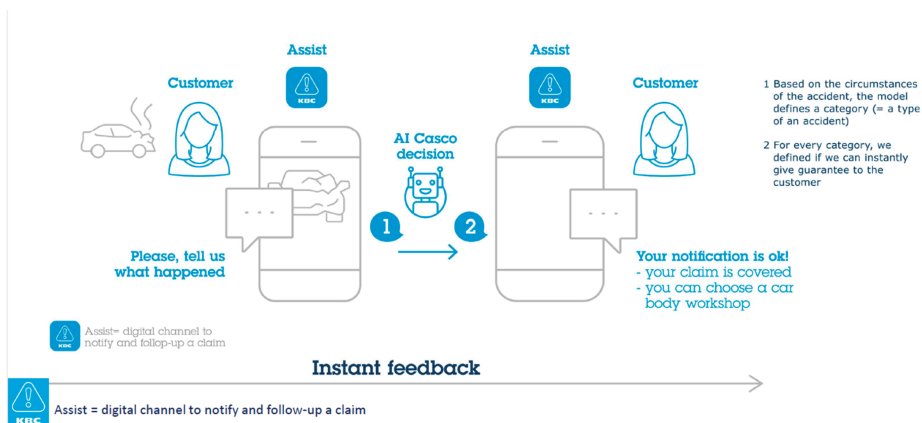 Assist
KBC
Customer
AI Casco
decision
1
2
Please, tell us
what happened
Assist
KBC
Customer
Your notification is ok!
- your claim is covered
- you can choose a car
body workshop
1 Based on the circumstances
of the accident, the model
defines a category (= a type
of an accident)
2 For every category, we
defined if we can instantly
give guarantee to the
customer
KBC
Assist= digital channel to
notify and follop-up a claim
Instant feedback
KBC
Assist = digital channel to notify and follow-up a claim